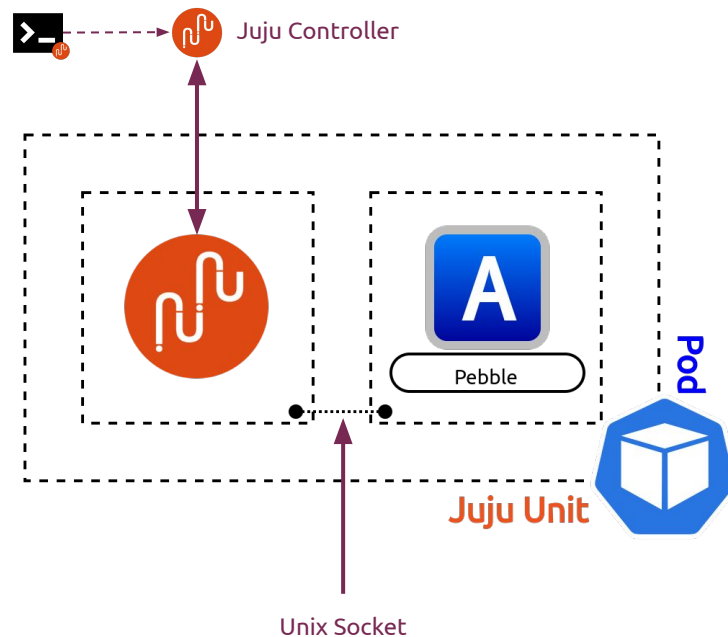 Juju Controller
A
Pebble
Pod
Juju Unit
Unix Socket